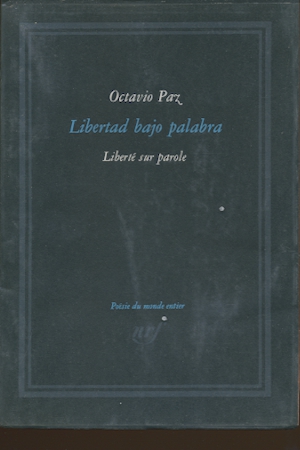 Octavio Paz
Libertad bajo palabra
Liberté sur parole
Poésie du monde entier
nrf